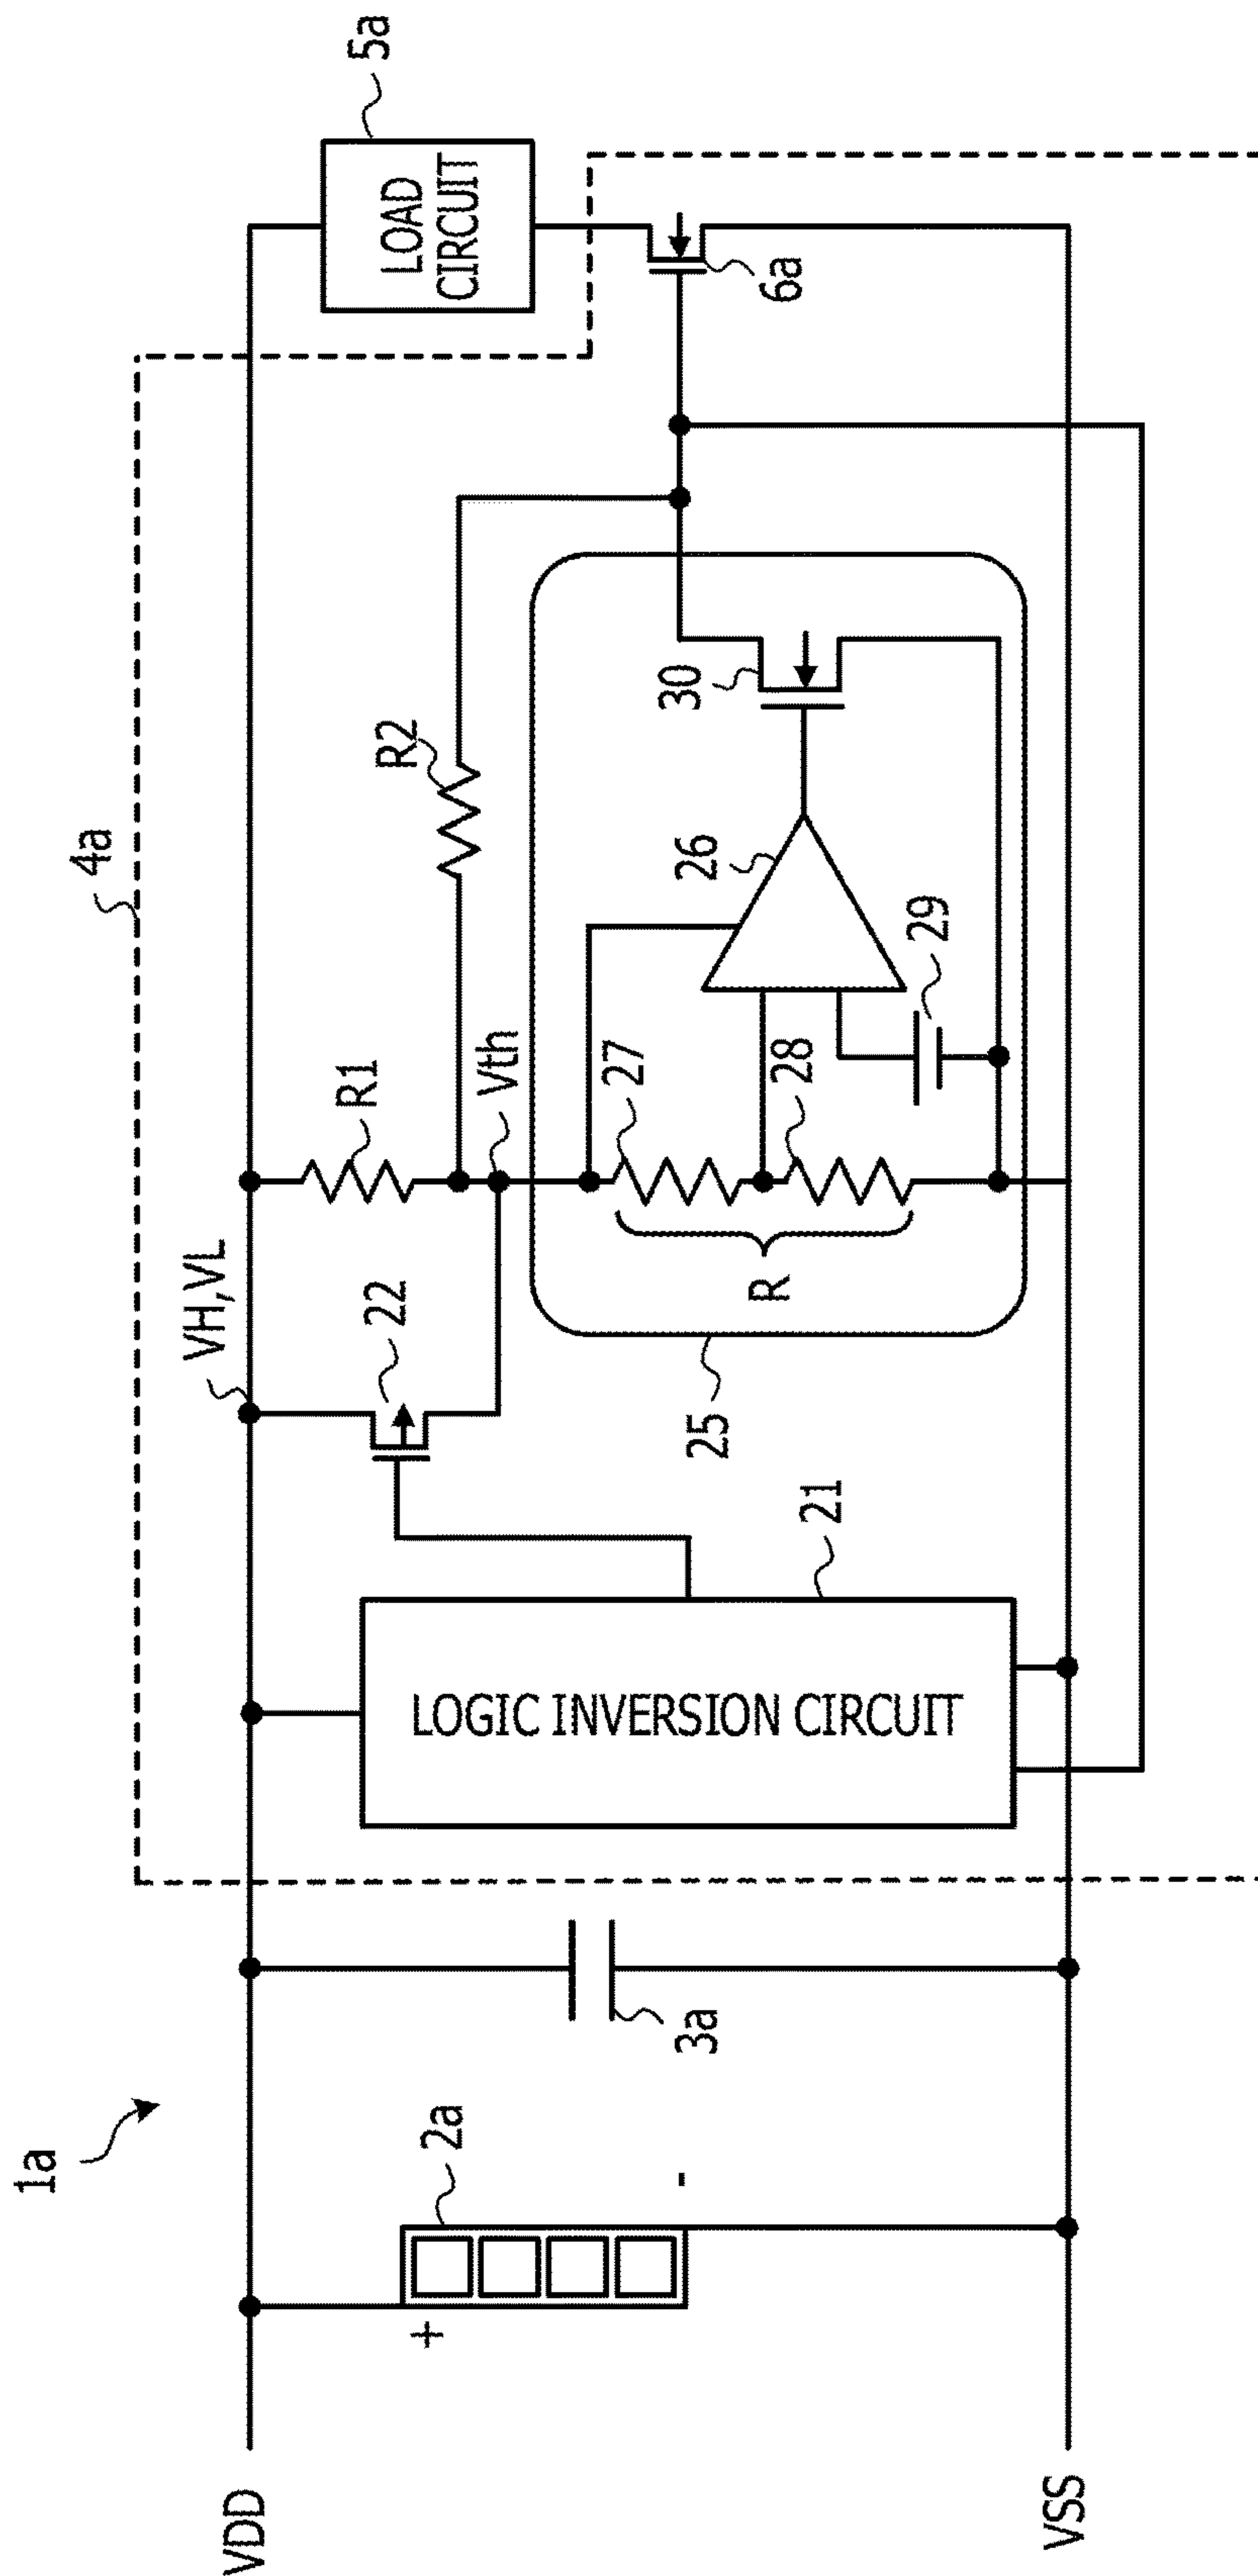 1a
4a
5a
VDD
VH,VL
R1
R2
LOAD
CIRCUIT
2a
+
-
3a
LOGIC INVERSION CIRCUIT
21
22
Vth
25
27
28
R
26
29
30
6a
VSS